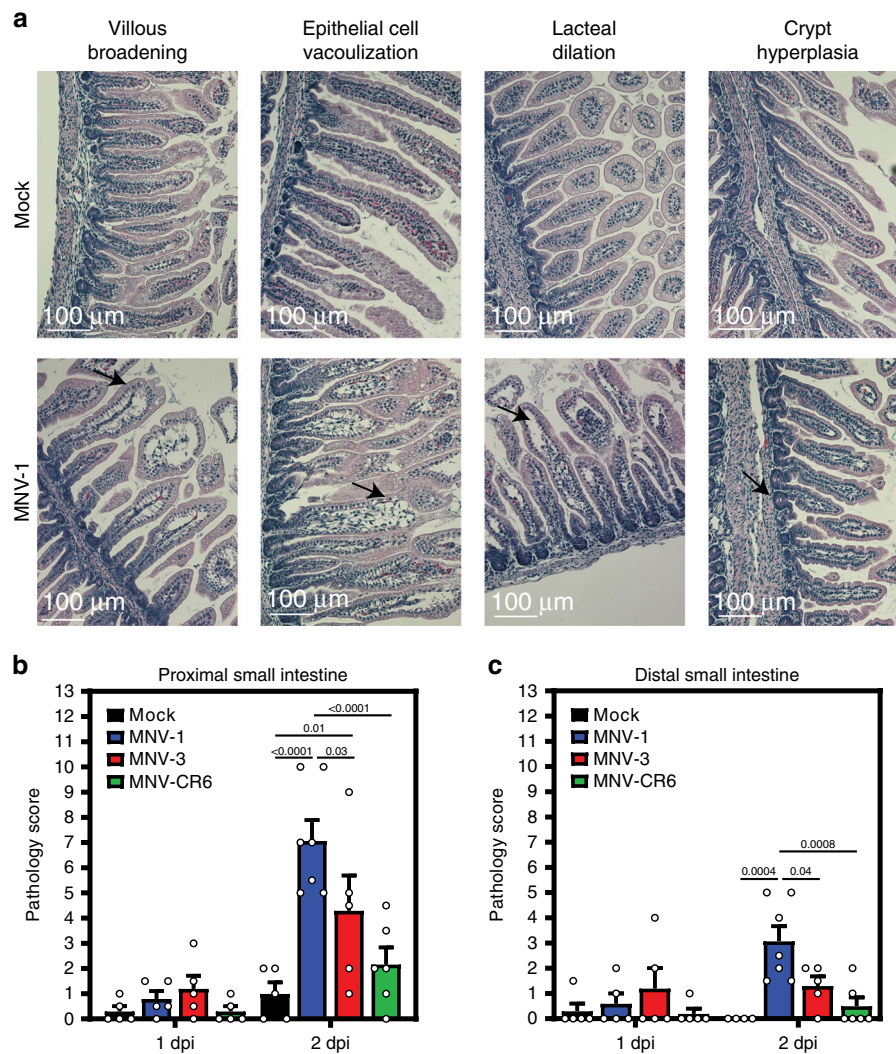 a
Villous
broadening
Epithelial cell
vacoulization
Lacteal
dilation
Crypt
hyperplasia
Mock
100 μm
100 μm
100 μm
100 μm
MNV-1
100 μm
100 μm
100 μm
100 μm
b
Proximal small intestine
Pathology score
13
12
11
10
9
8
7
6
5
4
3
2
1
0
Mock
MNV-1
MNV-3
MNV-CR6
<0.0001
0.01
<0.0001
0.03
1 dpi
2 dpi
c
Distal small intestine
Pathology score
13
12
11
10
9
8
7
6
5
4
3
2
1
0
Mock
MNV-1
MNV-3
MNV-CR6
0.0008
0.0004
0.04
1 dpi
2 dpi